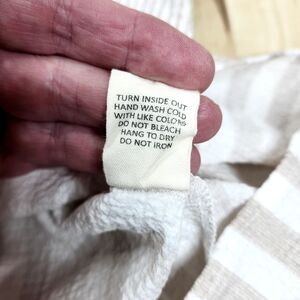 TURN INSIDE OUT
HAND WASH COLD
WITH LIKE COLORS
DO NOT BLEACH
HANG TO DRY
DO NOT IRON